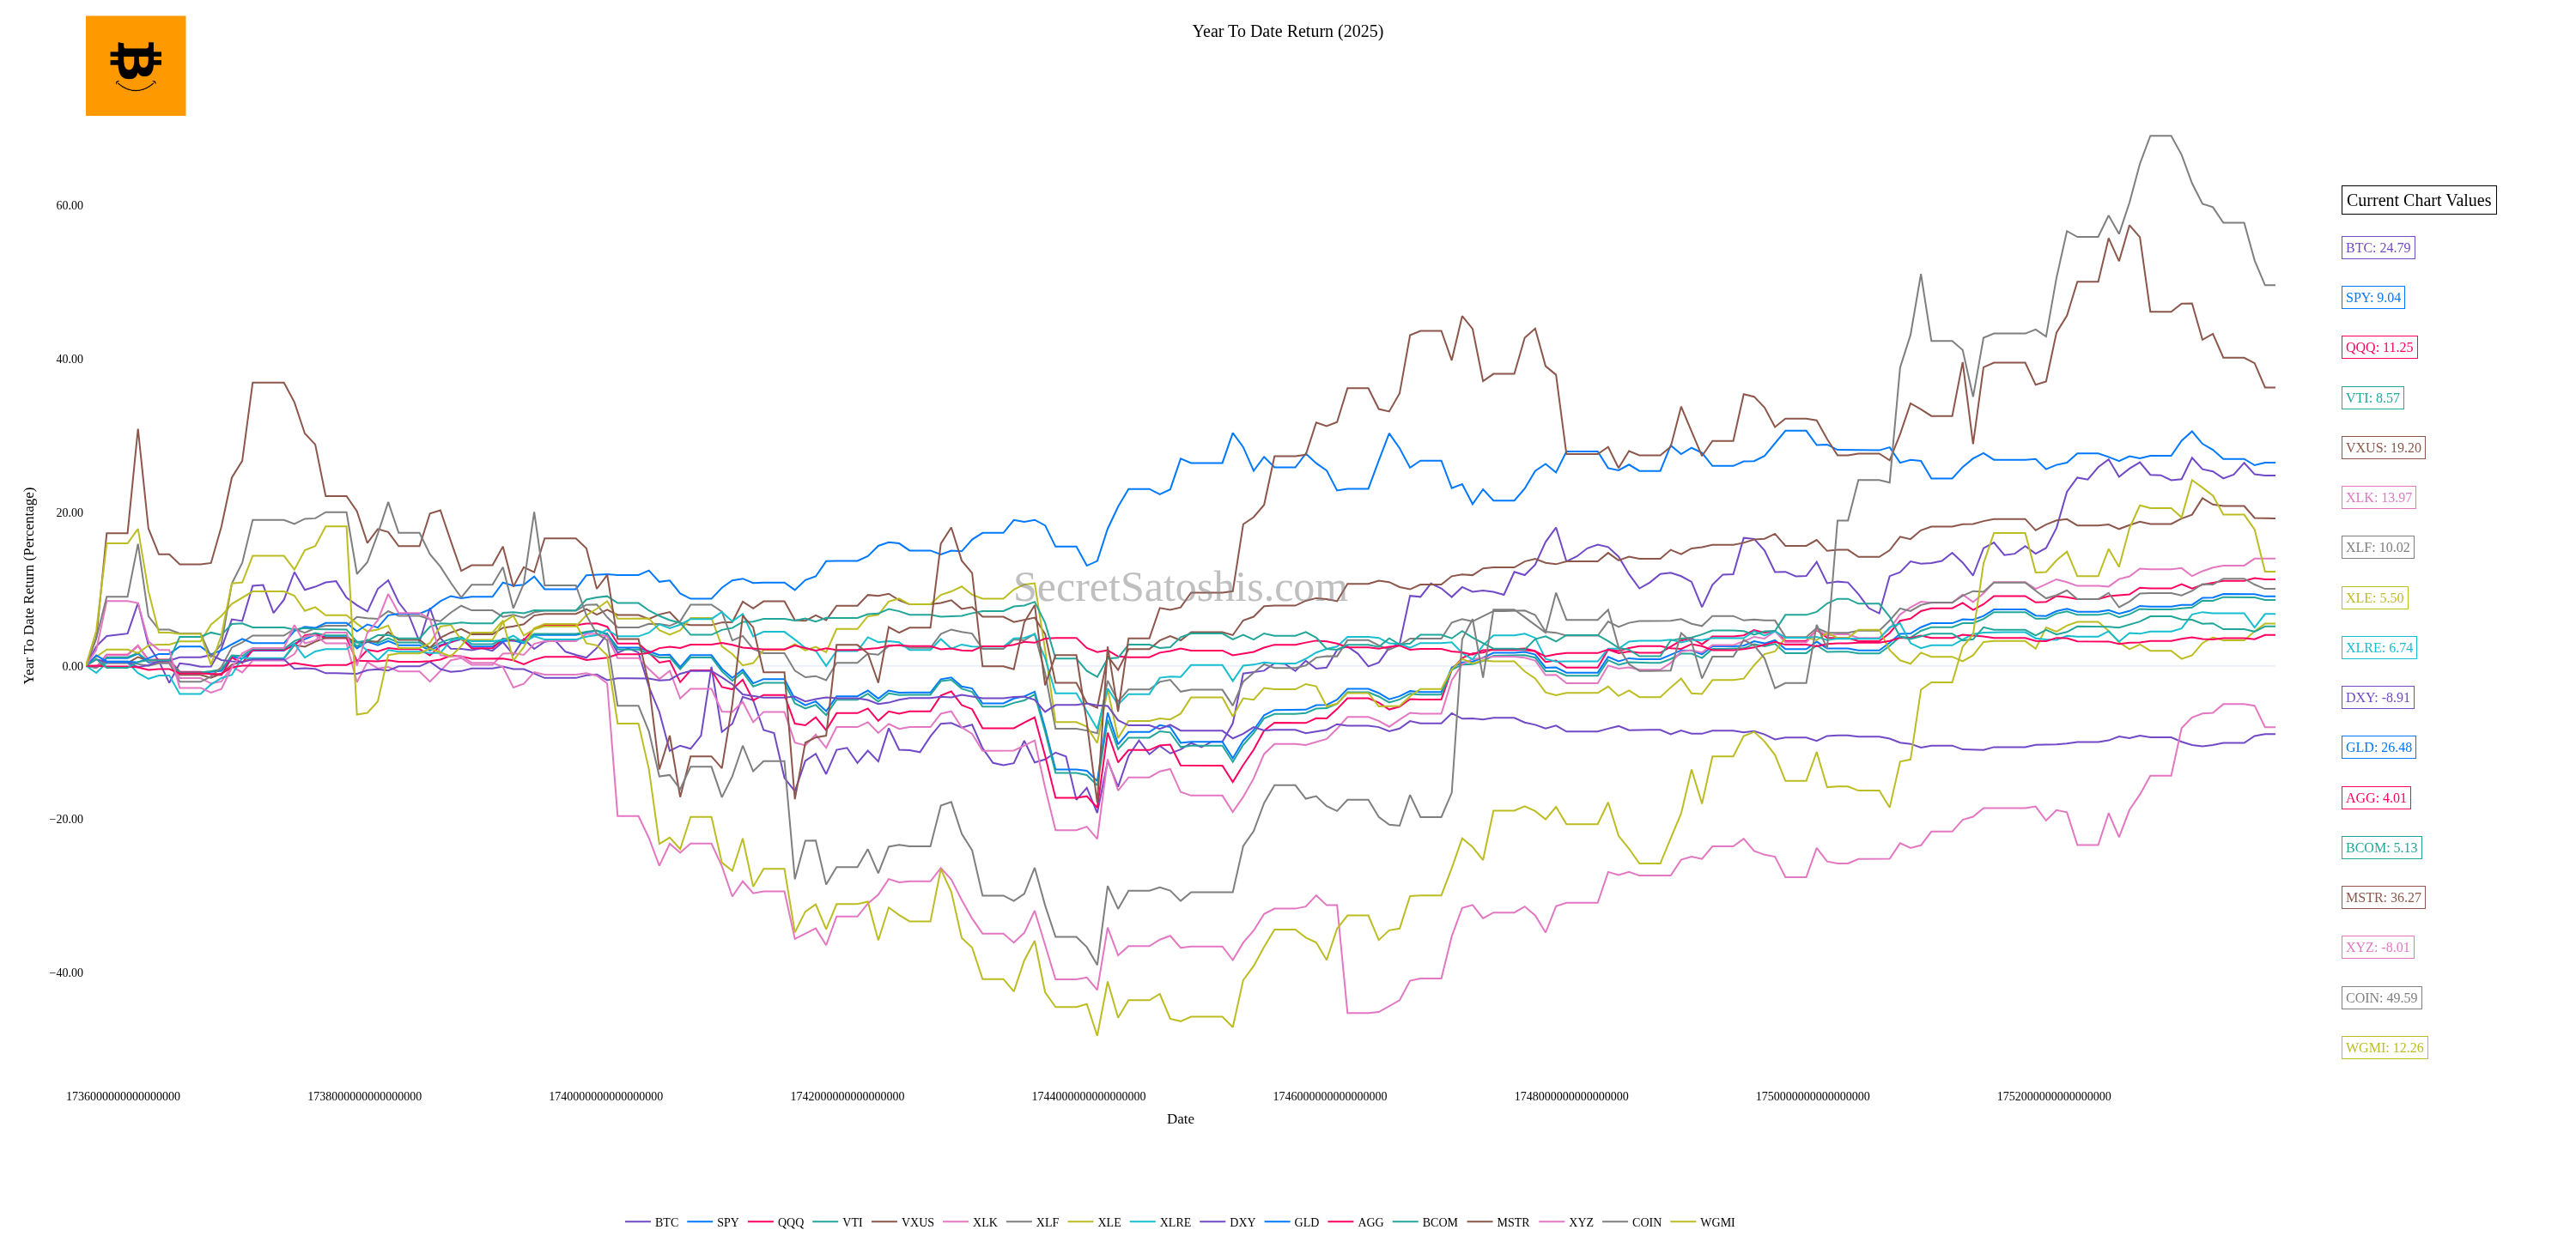 Year To Date Return (2025)
Current Chart Values
60.00
40.00
20.00
0.00
−20.00
−40.00
Year To Date Return (Percentage)
SecretSatoshis.com
BTC: 24.79
SPY: 9.04
QQQ: 11.25
VTI: 8.57
VXUS: 19.20
XLK: 13.97
XLF: 10.02
XLE: 5.50
XLRE: 6.74
DXY: -8.91
GLD: 26.48
AGG: 4.01
BCOM: 5.13
MSTR: 36.27
XYZ: -8.01
COIN: 49.59
WGMI: 12.26
1736000000000000000 1738000000000000000 1740000000000000000 1742000000000000000 1744000000000000000 1746000000000000000 1748000000000000000 1750000000000000000 1752000000000000000
Date
BTC SPY QQQ VTI VXUS XLK XLF XLE XLRE DXY GLD AGG BCOM MSTR XYZ COIN WGMI